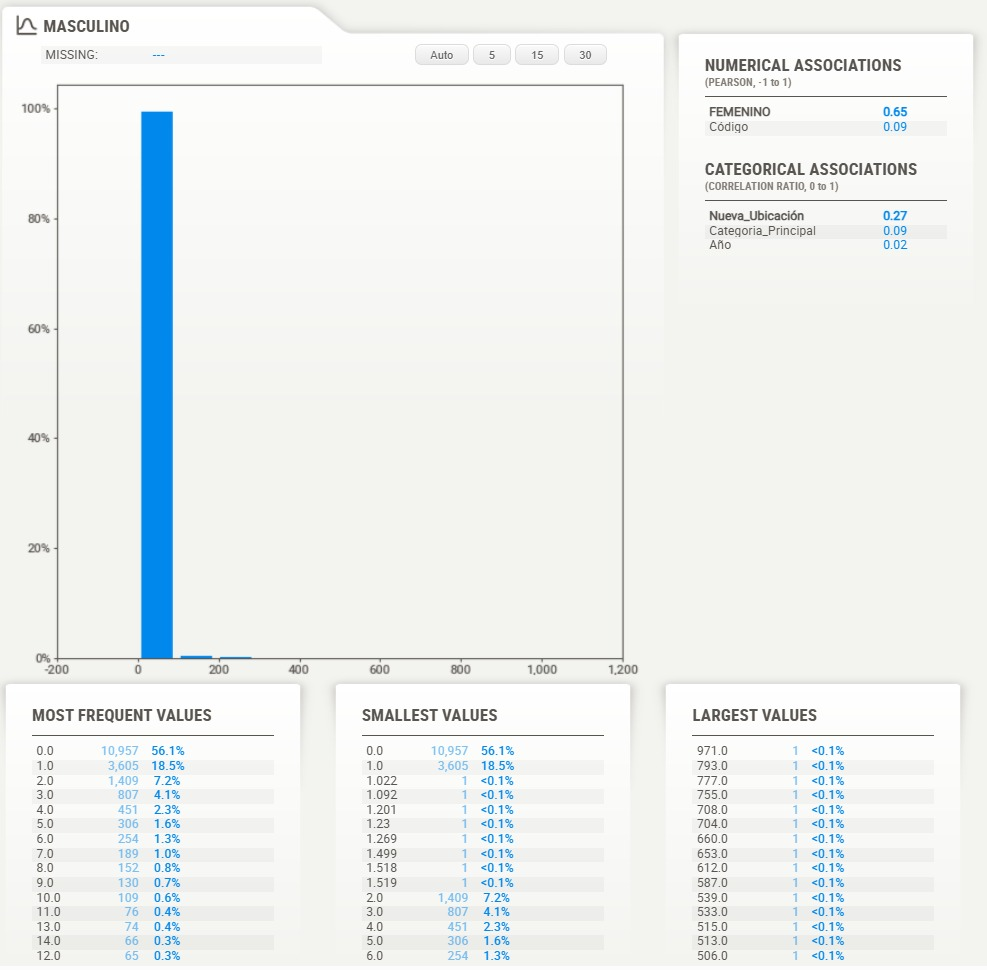 MASCULINO
MISSING: ---
Auto 5 15 30
100%
80%
60%
40%
20%
0%
-200 0 200 400 600 800 1,000 1,200
NUMERICAL ASSOCIATIONS
(PEARSON, -1 to 1)
FEMENINO 0.65
Código 0.09
CATEGORICAL ASSOCIATIONS
(CORRELATION RATIO, 0 to 1)
Nueva_Ubicación 0.27
Categoria_Principal 0.09
Año 0.02
MOST FREQUENT VALUES
0.0 10,957 56.1%
1.0 3,605 18.5%
2.0 1,409 7.2%
3.0 807 4.1%
4.0 451 2.3%
5.0 306 1.6%
6.0 254 1.3%
7.0 189 1.0%
8.0 152 0.8%
9.0 130 0.7%
10.0 109 0.6%
11.0 76 0.4%
13.0 74 0.4%
14.0 66 0.3%
12.0 65 0.3%
SMALLEST VALUES
0.0 10,957 56.1%
1.0 3,605 18.5%
1.022 1 <0.1%
1.092 1 <0.1%
1.201 1 <0.1%
1.23 1 <0.1%
1.269 1 <0.1%
1.499 1 <0.1%
1.518 1 <0.1%
1.519 1 <0.1%
2.0 1,409 7.2%
3.0 807 4.1%
4.0 451 2.3%
5.0 306 1.6%
6.0 254 1.3%
LARGEST VALUES
971.0 1 <0.1%
793.0 1 <0.1%
777.0 1 <0.1%
755.0 1 <0.1%
708.0 1 <0.1%
704.0 1 <0.1%
660.0 1 <0.1%
653.0 1 <0.1%
612.0 1 <0.1%
587.0 1 <0.1%
539.0 1 <0.1%
533.0 1 <0.1%
515.0 1 <0.1%
513.0 1 <0.1%
506.0 1 <0.1%